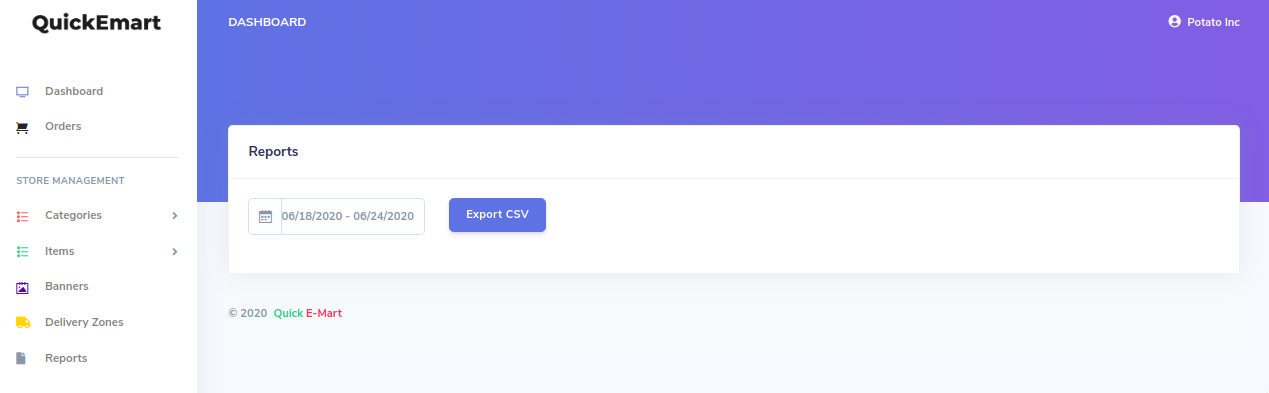 QuickEmart
DASHBOARD
Potato Inc
Dashboard
Orders
STORE MANAGEMENT
Categories
Items
Banners
Delivery Zones
Reports
Reports
06/18/2020 - 06/24/2020
Export CSV
© 2020 Quick E-Mart